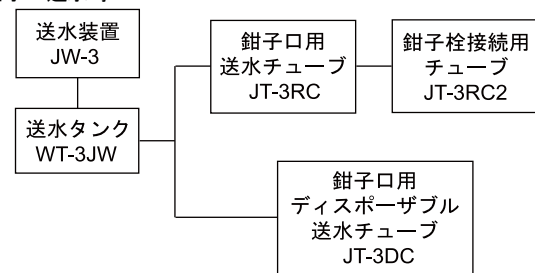 送水装置
JW-3
送水タンク
WT-3JW
鉗子口用
送水チューブ
JT-3RC
鉗子栓接続用
チューブ
JT-3RC2
鉗子口用
ディスポーザブル
送水チューブ
JT-3DC